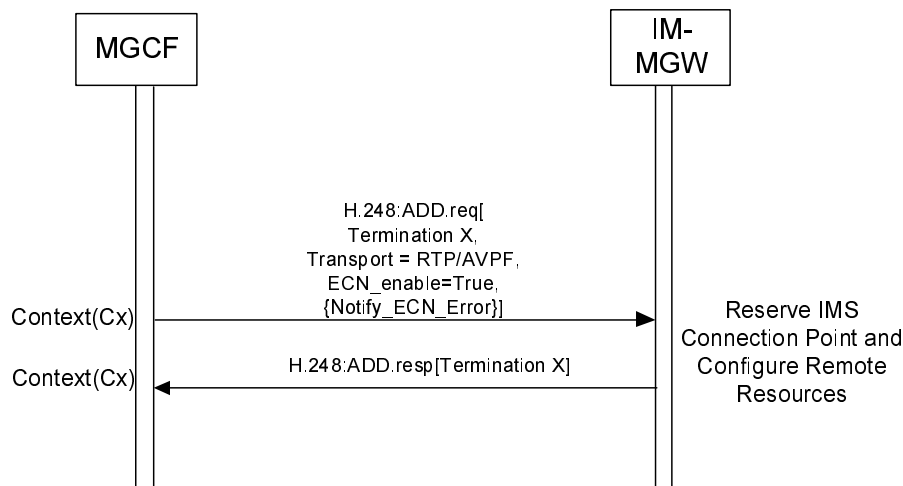 MGCF
IM-
MGW
H.248:ADD.req[
Termination X,
Transport = RTP/AVPF,
ECN_enable=True,
{Notify_ECN_Error}]
Context(Cx)
Reserve IMS
Connection Point and
Configure Remote
Resources
H.248:ADD.resp[Termination X]
Context(Cx)